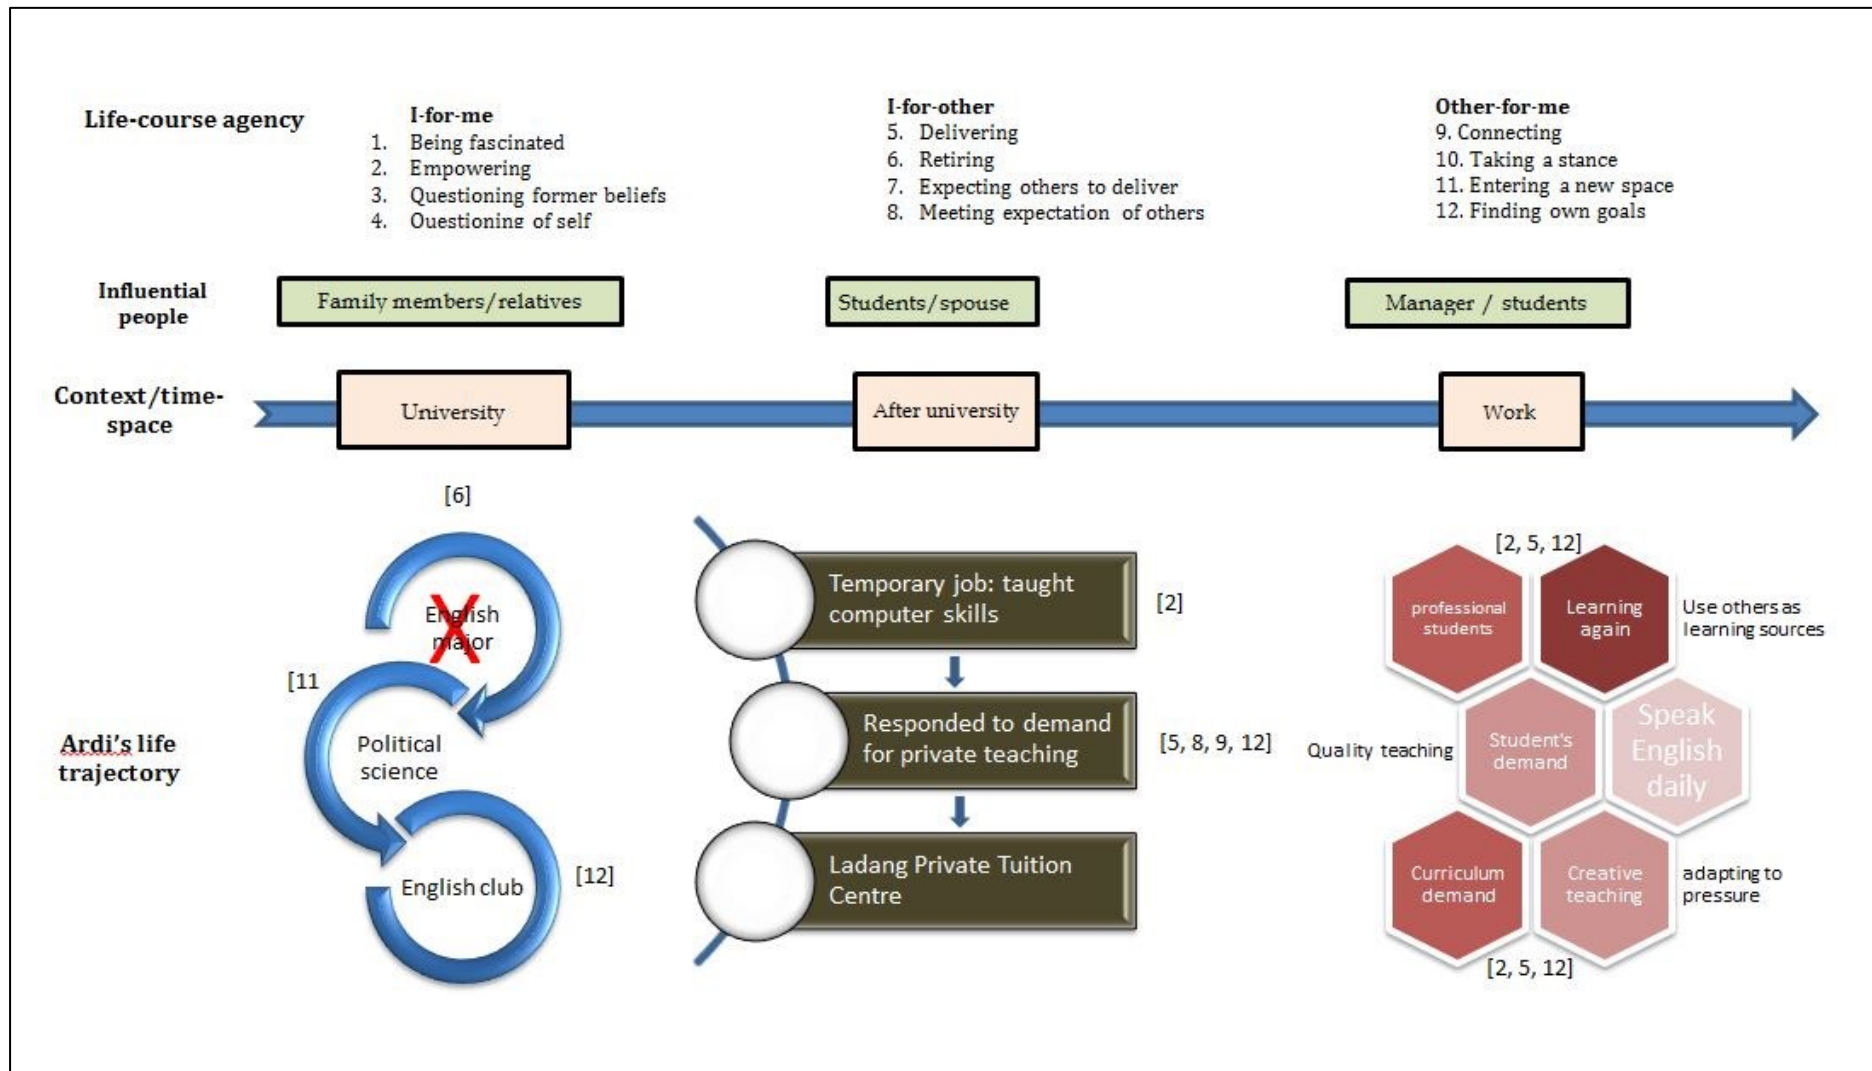 Life-course agency
I-for-me
1. Being fascinated
2. Empowering
3. Questioning former beliefs
4. Questioning of self
I-for-other
5. Delivering
6. Retiring
7. Expecting others to deliver
8. Meeting expectation of others
Other-for-me
9. Connecting
10. Taking a stance
11. Entering a new space
12. Finding own goals
Influential
people
Family members/relatives
Students/spouse
Manager / students
Context/time-
space
University
After university
Work
Ardi's life
trajectory
[6]
English
major
X
[11
Political
science
English club
[12]
Temporary job: taught
computer skills
[2]
Responded to demand
for private teaching
[5, 8, 9, 12]
Ladang Private Tuition
Centre
[2, 5, 12]
professional
students
Learning
again
Use others as
learning sources
Quality teaching
Student's
demand
Speak
English
daily
Curriculum
demand
Creative
teaching
adapting to
pressure
[2, 5, 12]